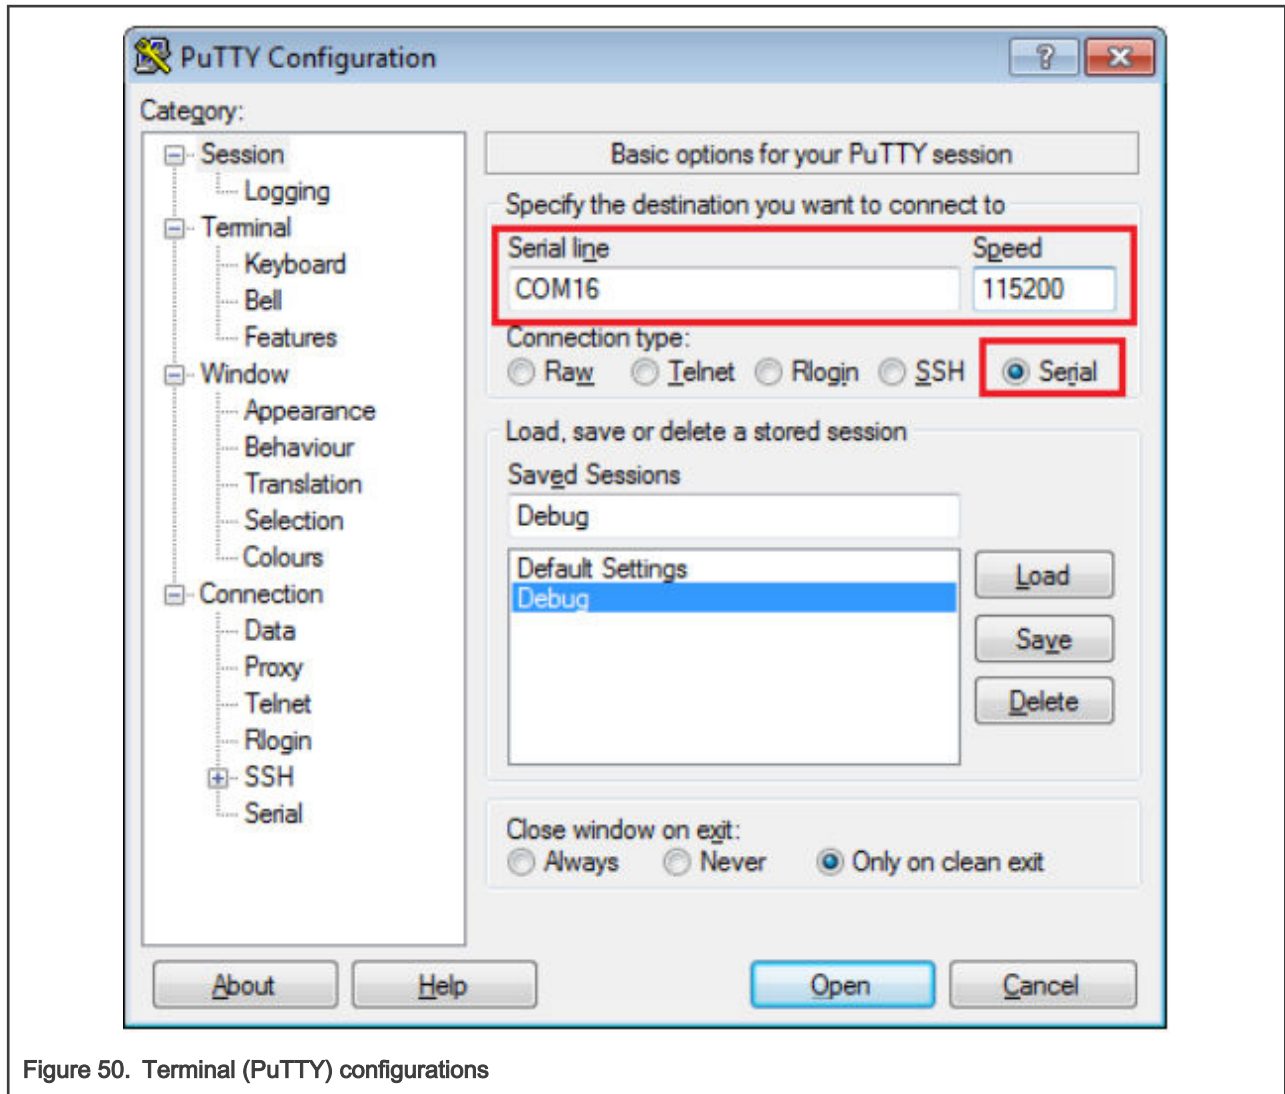 PuTTY Configuration
Category:
Session
Logging
Terminal
Keyboard
Bell
Features
Window
Appearance
Behaviour
Translation
Selection
Colours
Connection
Data
Proxy
Telnet
Rlogin
SSH
Serial
Basic options for your PuTTY session
Specify the destination you want to connect to
Serial line Speed
COM16 115200
Connection type:
Raw Telnet Rlogin SSH Serial
Load, save or delete a stored session
Saved Sessions
Debug
Default Settings
Debug
Load
Save
Delete
Close window on exit:
Always Never Only on clean exit
About Help Open Cancel
Figure 50. Terminal (PuTTY) configurations